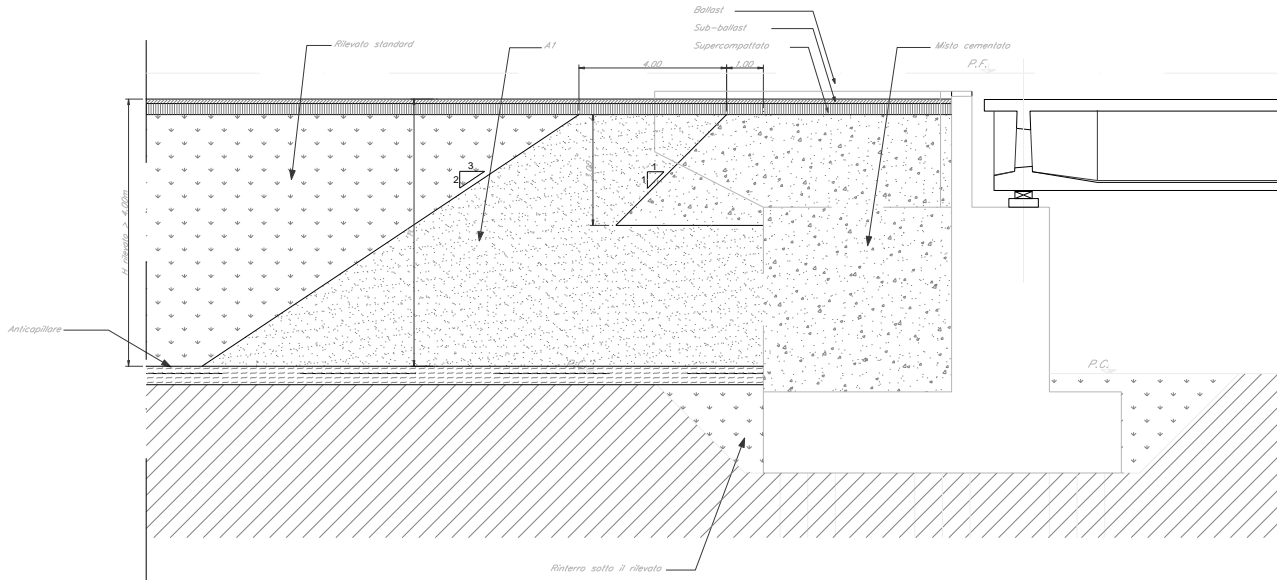 Ballast
Sub-ballast
Supercompattato
Rilevato standard
A1
Misto cementato
4.00
1.00
P.F.
3
2
1
1
H rilevato > 4,00m
Anticapillare
P.C.
P.C.
Rinterro sotto il rilevato